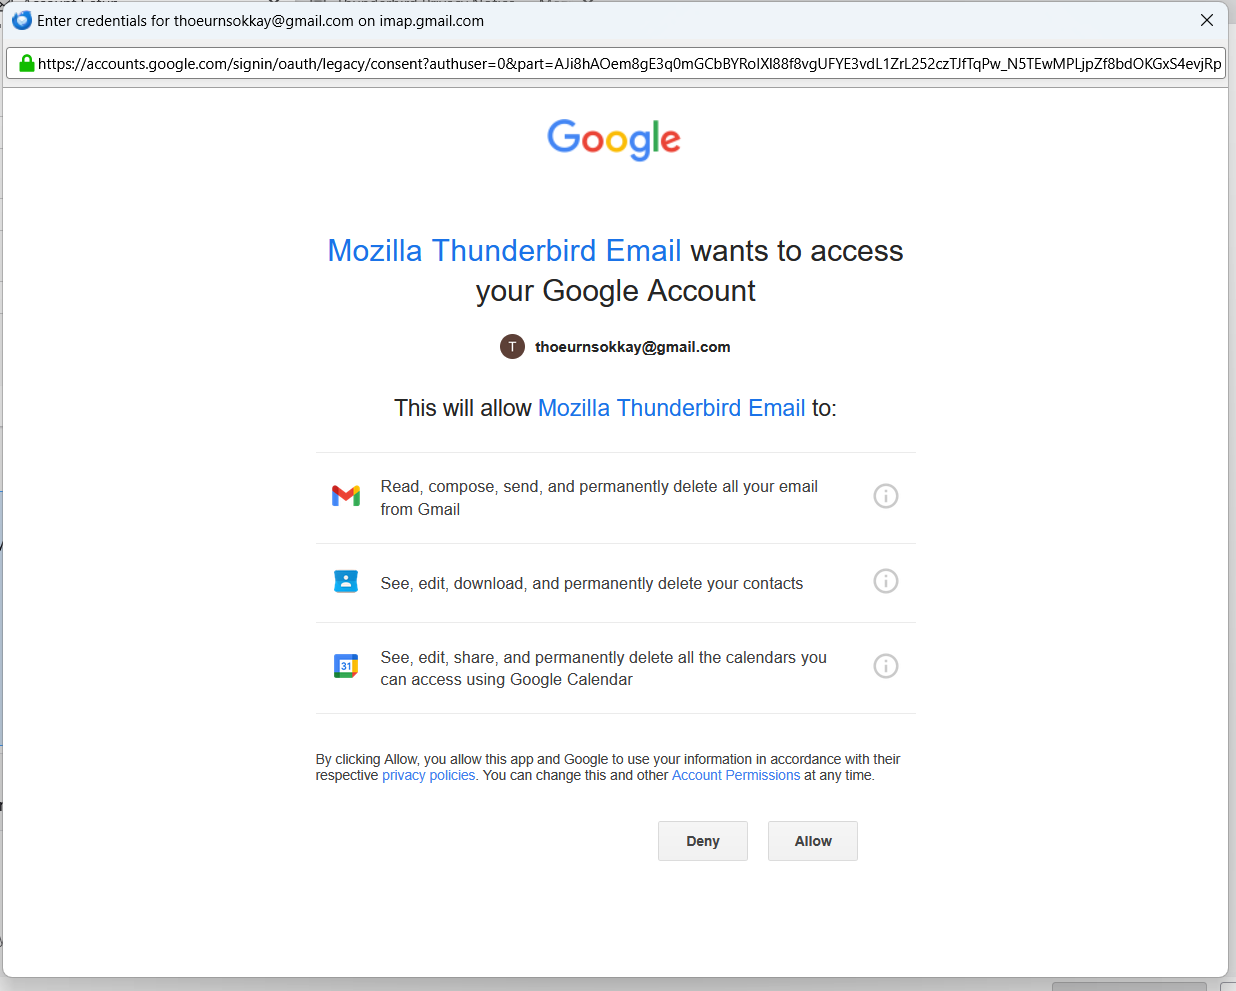 Enter credentials for thoeurnsokkay@gmail.com on imap.gmail.com
https://accounts.google.com/signin/oauth/legacy/consent?authuser=0&part=AJi8hAOem8gE3q0mGCbBYRoIXI88f8vgUFYE3vdL1ZrL252czTJfTqPw_N5TEwMPLjpZf8bdOKGxS4evjRp
Google
Mozilla Thunderbird Email wants to access
your Google Account
T thoeurnsokkay@gmail.com
This will allow Mozilla Thunderbird Email to:
Read, compose, send, and permanently delete all your email
from Gmail
See, edit, download, and permanently delete your contacts
31
See, edit, share, and permanently delete all the calendars you
can access using Google Calendar
By clicking Allow, you allow this app and Google to use your information in accordance with their
respective privacy policies. You can change this and other Account Permissions at any time.
Deny Allow